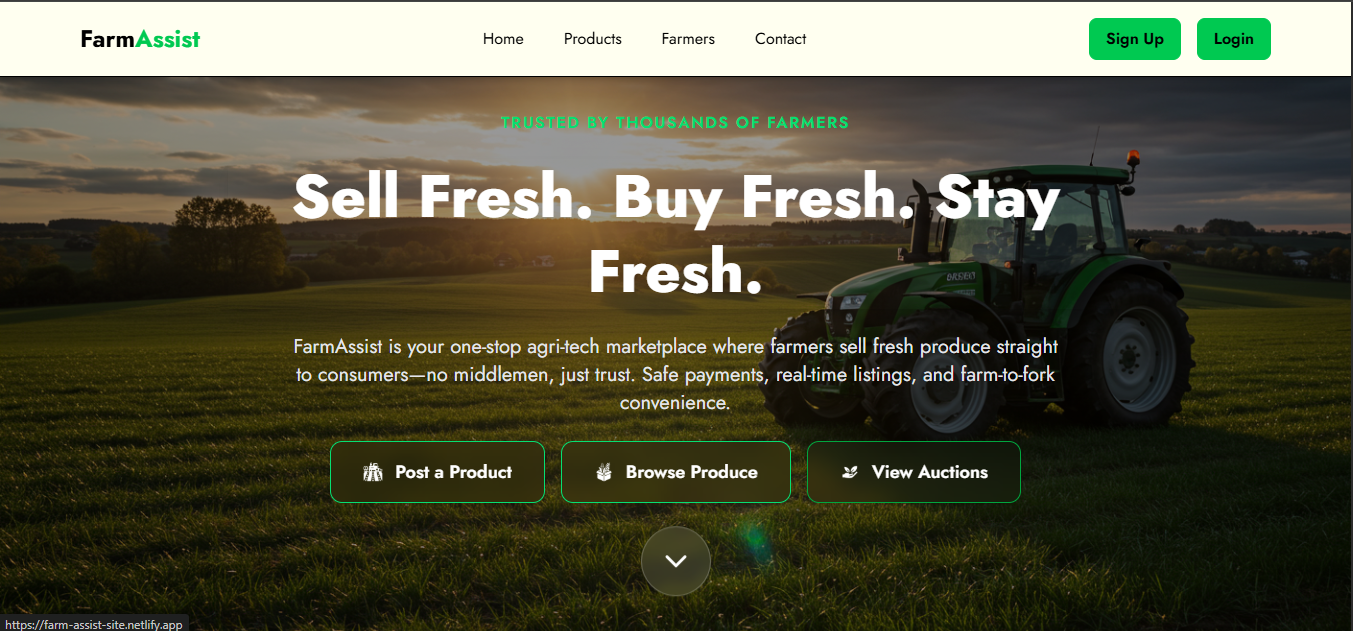 FarmAssist
Home
Products
Farmers
Contact
Sign Up
Login
TRUSTED BY THOUSANDS OF FARMERS
Sell Fresh. Buy Fresh. Stay
Fresh.
FarmAssist is your one-stop agri-tech marketplace where farmers sell fresh produce straight
to consumers—no middlemen, just trust. Safe payments, real-time listings, and farm-to-fork
convenience.
Post a Product
Browse Produce
View Auctions
https://farm-assist-site.netlify.app